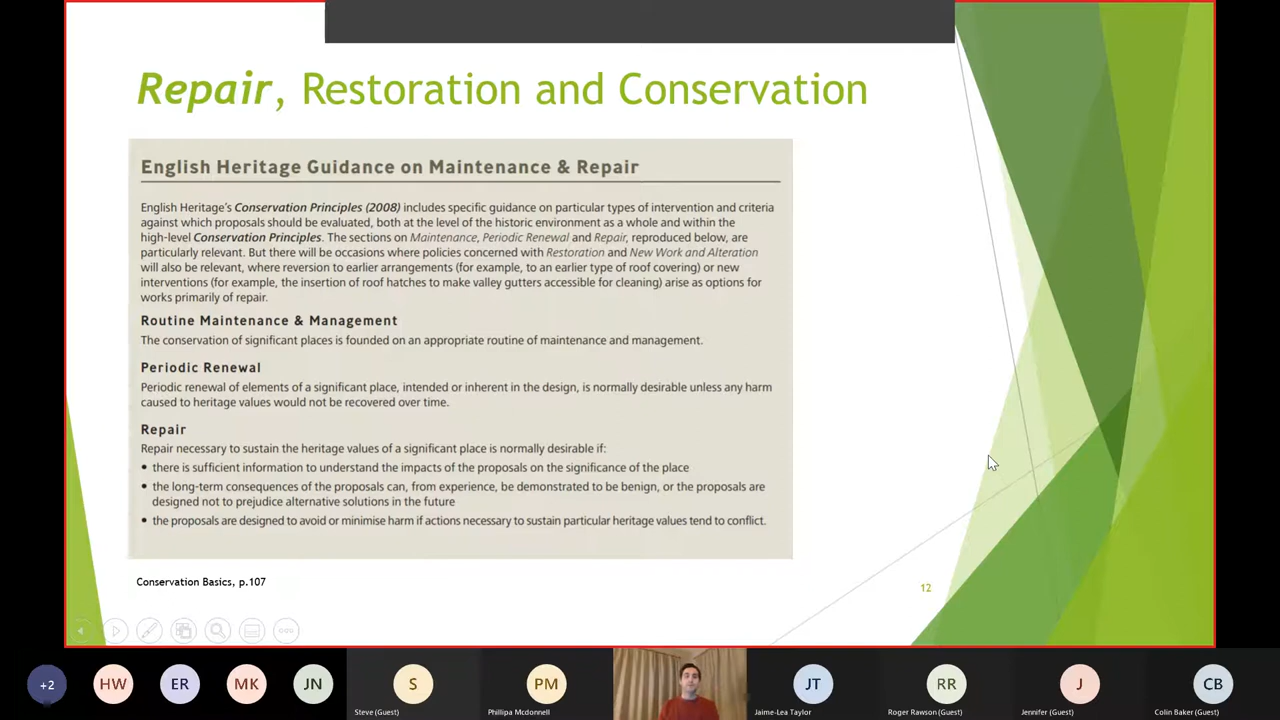 Repair, Restoration and Conservation
English Heritage Guidance on Maintenance & Repair
English Heritage's Conservation Principles (2008) includes specific guidance on particular types of intervention and criteria
against which proposals should be evaluated, both at the level of the historic environment as a whole and within the
high-level Conservation Principles. The sections on Maintenance, Periodic Renewal and Repair, reproduced below, are
particularly relevant. But there will be occasions where policies concerned with Restoration and New Work and Alteration
will also be relevant, where reversion to earlier arrangements (for example, to an earlier type of roof covering) or new
interventions (for example, the insertion of roof hatches to make valley gutters accessible for cleaning) arise as options for
works primarily of repair.
Routine Maintenance & Management
The conservation of significant places is founded on an appropriate routine of maintenance and management.
Periodic Renewal
Periodic renewal of elements of a significant place, intended or inherent in the design, is normally desirable unless any harm
caused to heritage values would not be recovered over time.
Repair
Repair necessary to sustain the heritage values of a significant place is normally desirable if:
• there is sufficient information to understand the impacts of the proposals on the significance of the place
• the long-term consequences of the proposals can, from experience, be demonstrated to be benign, or the proposals are
designed not to prejudice alternative solutions in the future
• the proposals are designed to avoid or minimise harm if actions necessary to sustain particular heritage values tend to conflict.
Conservation Basics, p.107
12
+2 HW ER MK JN S PM JT RR J CB
Steve (Guest) Phillipa Mcdonnell Jaime-Lea Taylor Roger Rawson (Guest) Jennifer (Guest) Colin Baker (Guest)